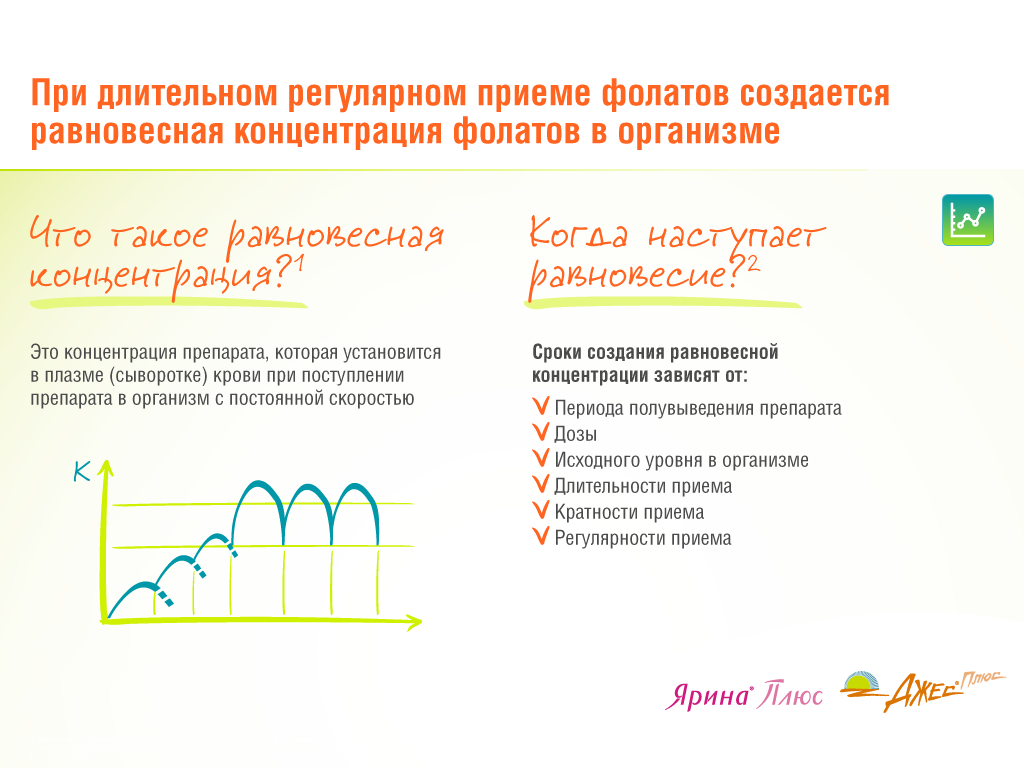 При длительном регулярном приеме фолатов создается
равновесная концентрация фолатов в организме
Что такое равновесная
концентрация?¹
Это концентрация препарата, которая установится
в плазме (сыворотке) крови при поступлении
препарата в организм с постоянной скоростью
К
Когда наступает
равновесие?²
Сроки создания равновесной
концентрации зависят от:
Периода полувыведения препарата
Дозы
Исходного уровня в организме
Длительности приема
Кратности приема
Регулярности приема
Ярина® Плюс
Джес® Плюс